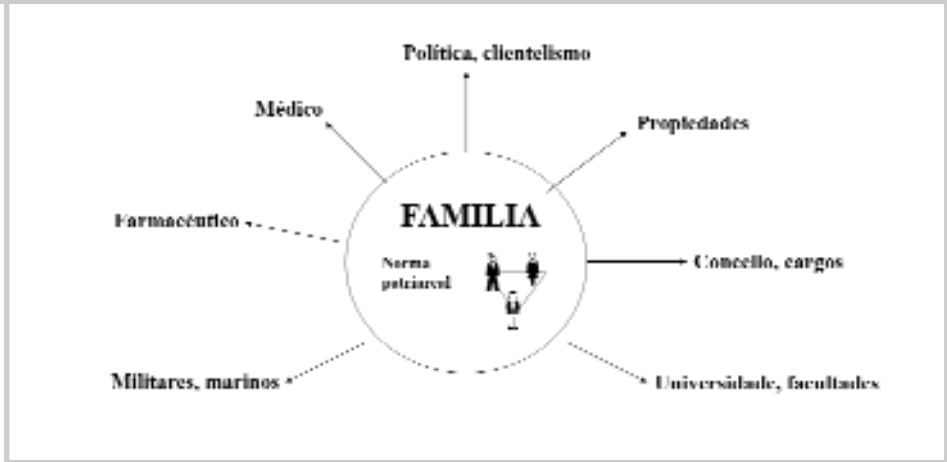 Política, clientelismo
Médico
Propiedades
Farmacéutico
FAMILIA
Norma
patriarcal
Concello, cargos
Militares, marinos
Universidade, facultades